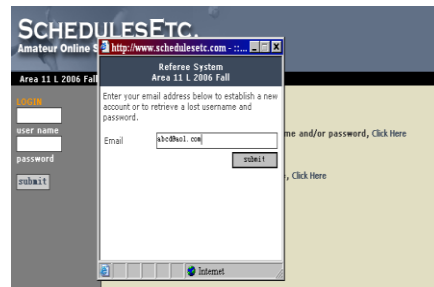 SCHEDULESETC.
Amateur Online S
http://www.schedulesetc.com - ::...
Referee System
Area 11 L 2006 Fall
Area 11 L 2006 Fall
Enter your email address below to establish a new
account or to retrieve a lost username and
password.
LOGIN
user name
me and/or password, Click Here
Email
abcd@aol.com
submit
password
, Click Here
submit
Internet